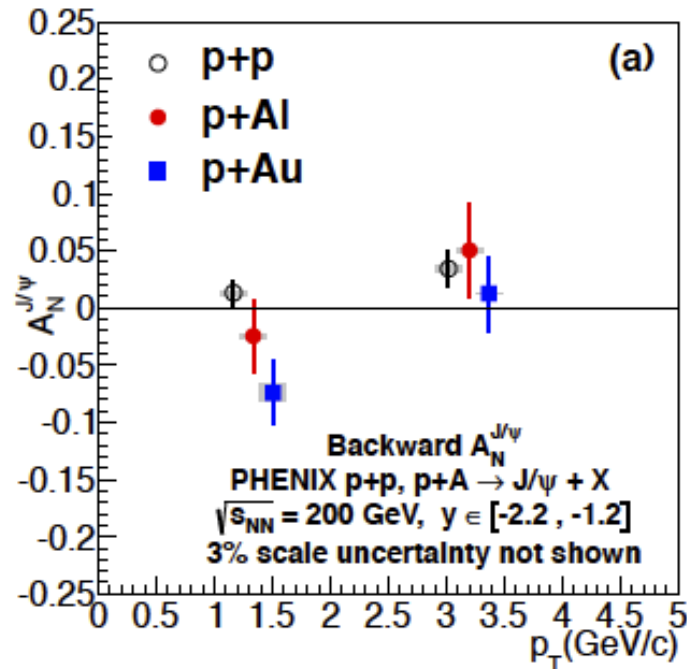 0.25
0.2
0.15
0.1
0.05
0
-0.05
-0.1
-0.15
-0.2
-0.25
A_N^{J/ψ}
p+p
p+Al
p+Au
(a)
Backward A_N^{J/ψ}
PHENIX p+p, p+A → J/ψ + X
√s_{NN} = 200 GeV, y ∈ [-2.2 , -1.2]
3% scale uncertainty not shown
0 0.5 1 1.5 2 2.5 3 3.5 4 4.5 5
p_T(GeV/c)